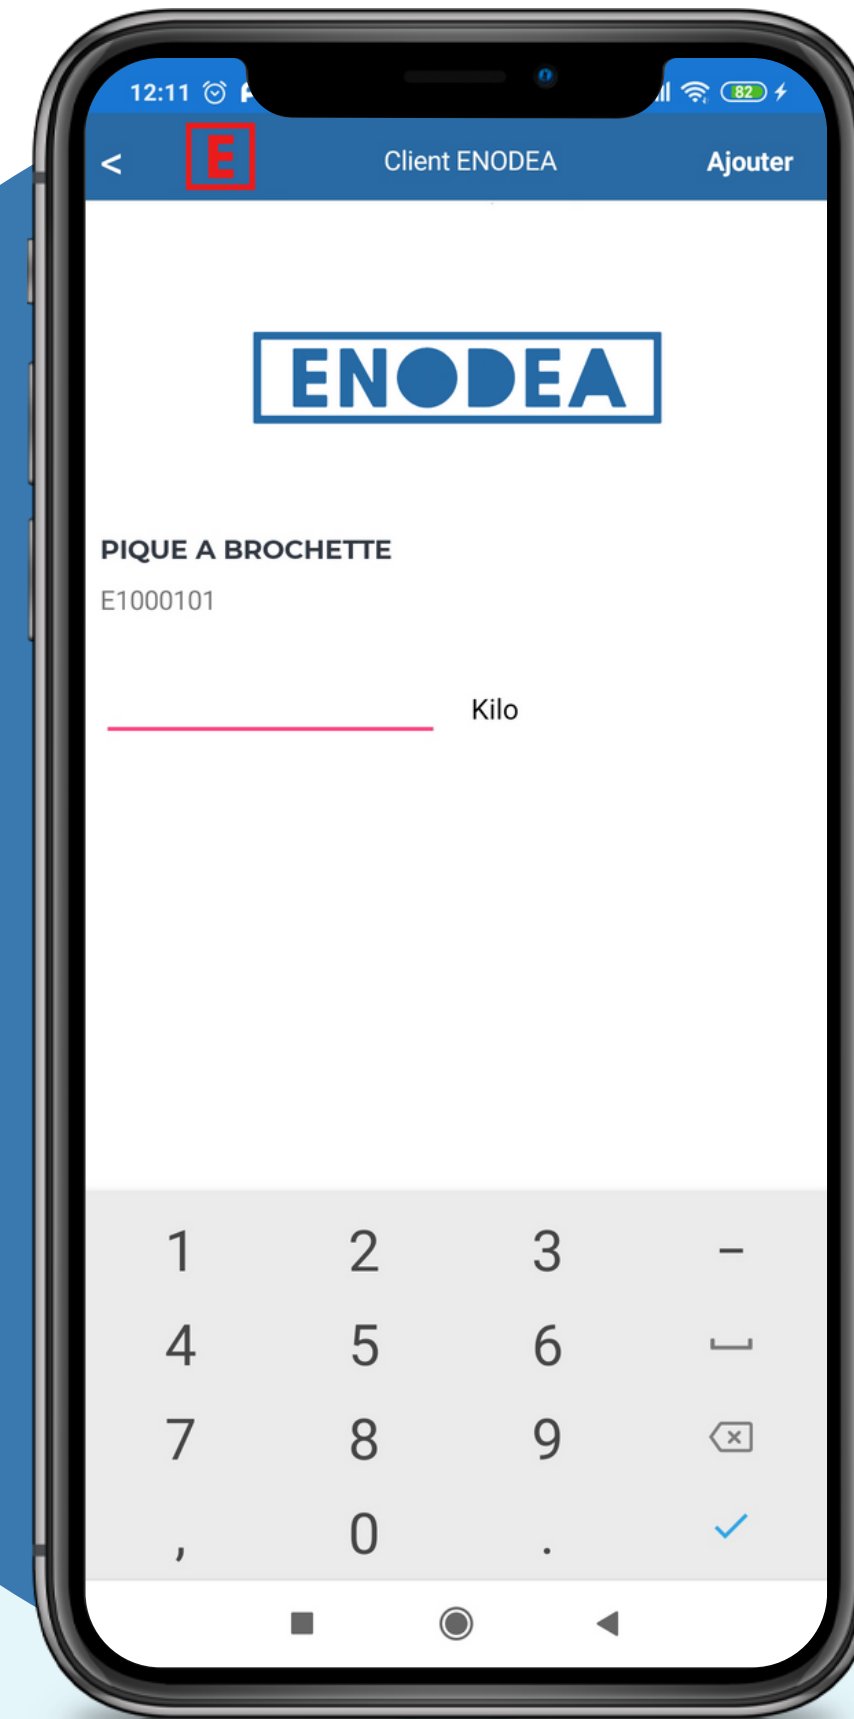 12:11
82
<
E
Client ENODEA
Ajouter
ENODEA
PIQUE A BROCHETTE
E1000101
Kilo
1 2 3 –
4 5 6
7 8 9
, 0 .